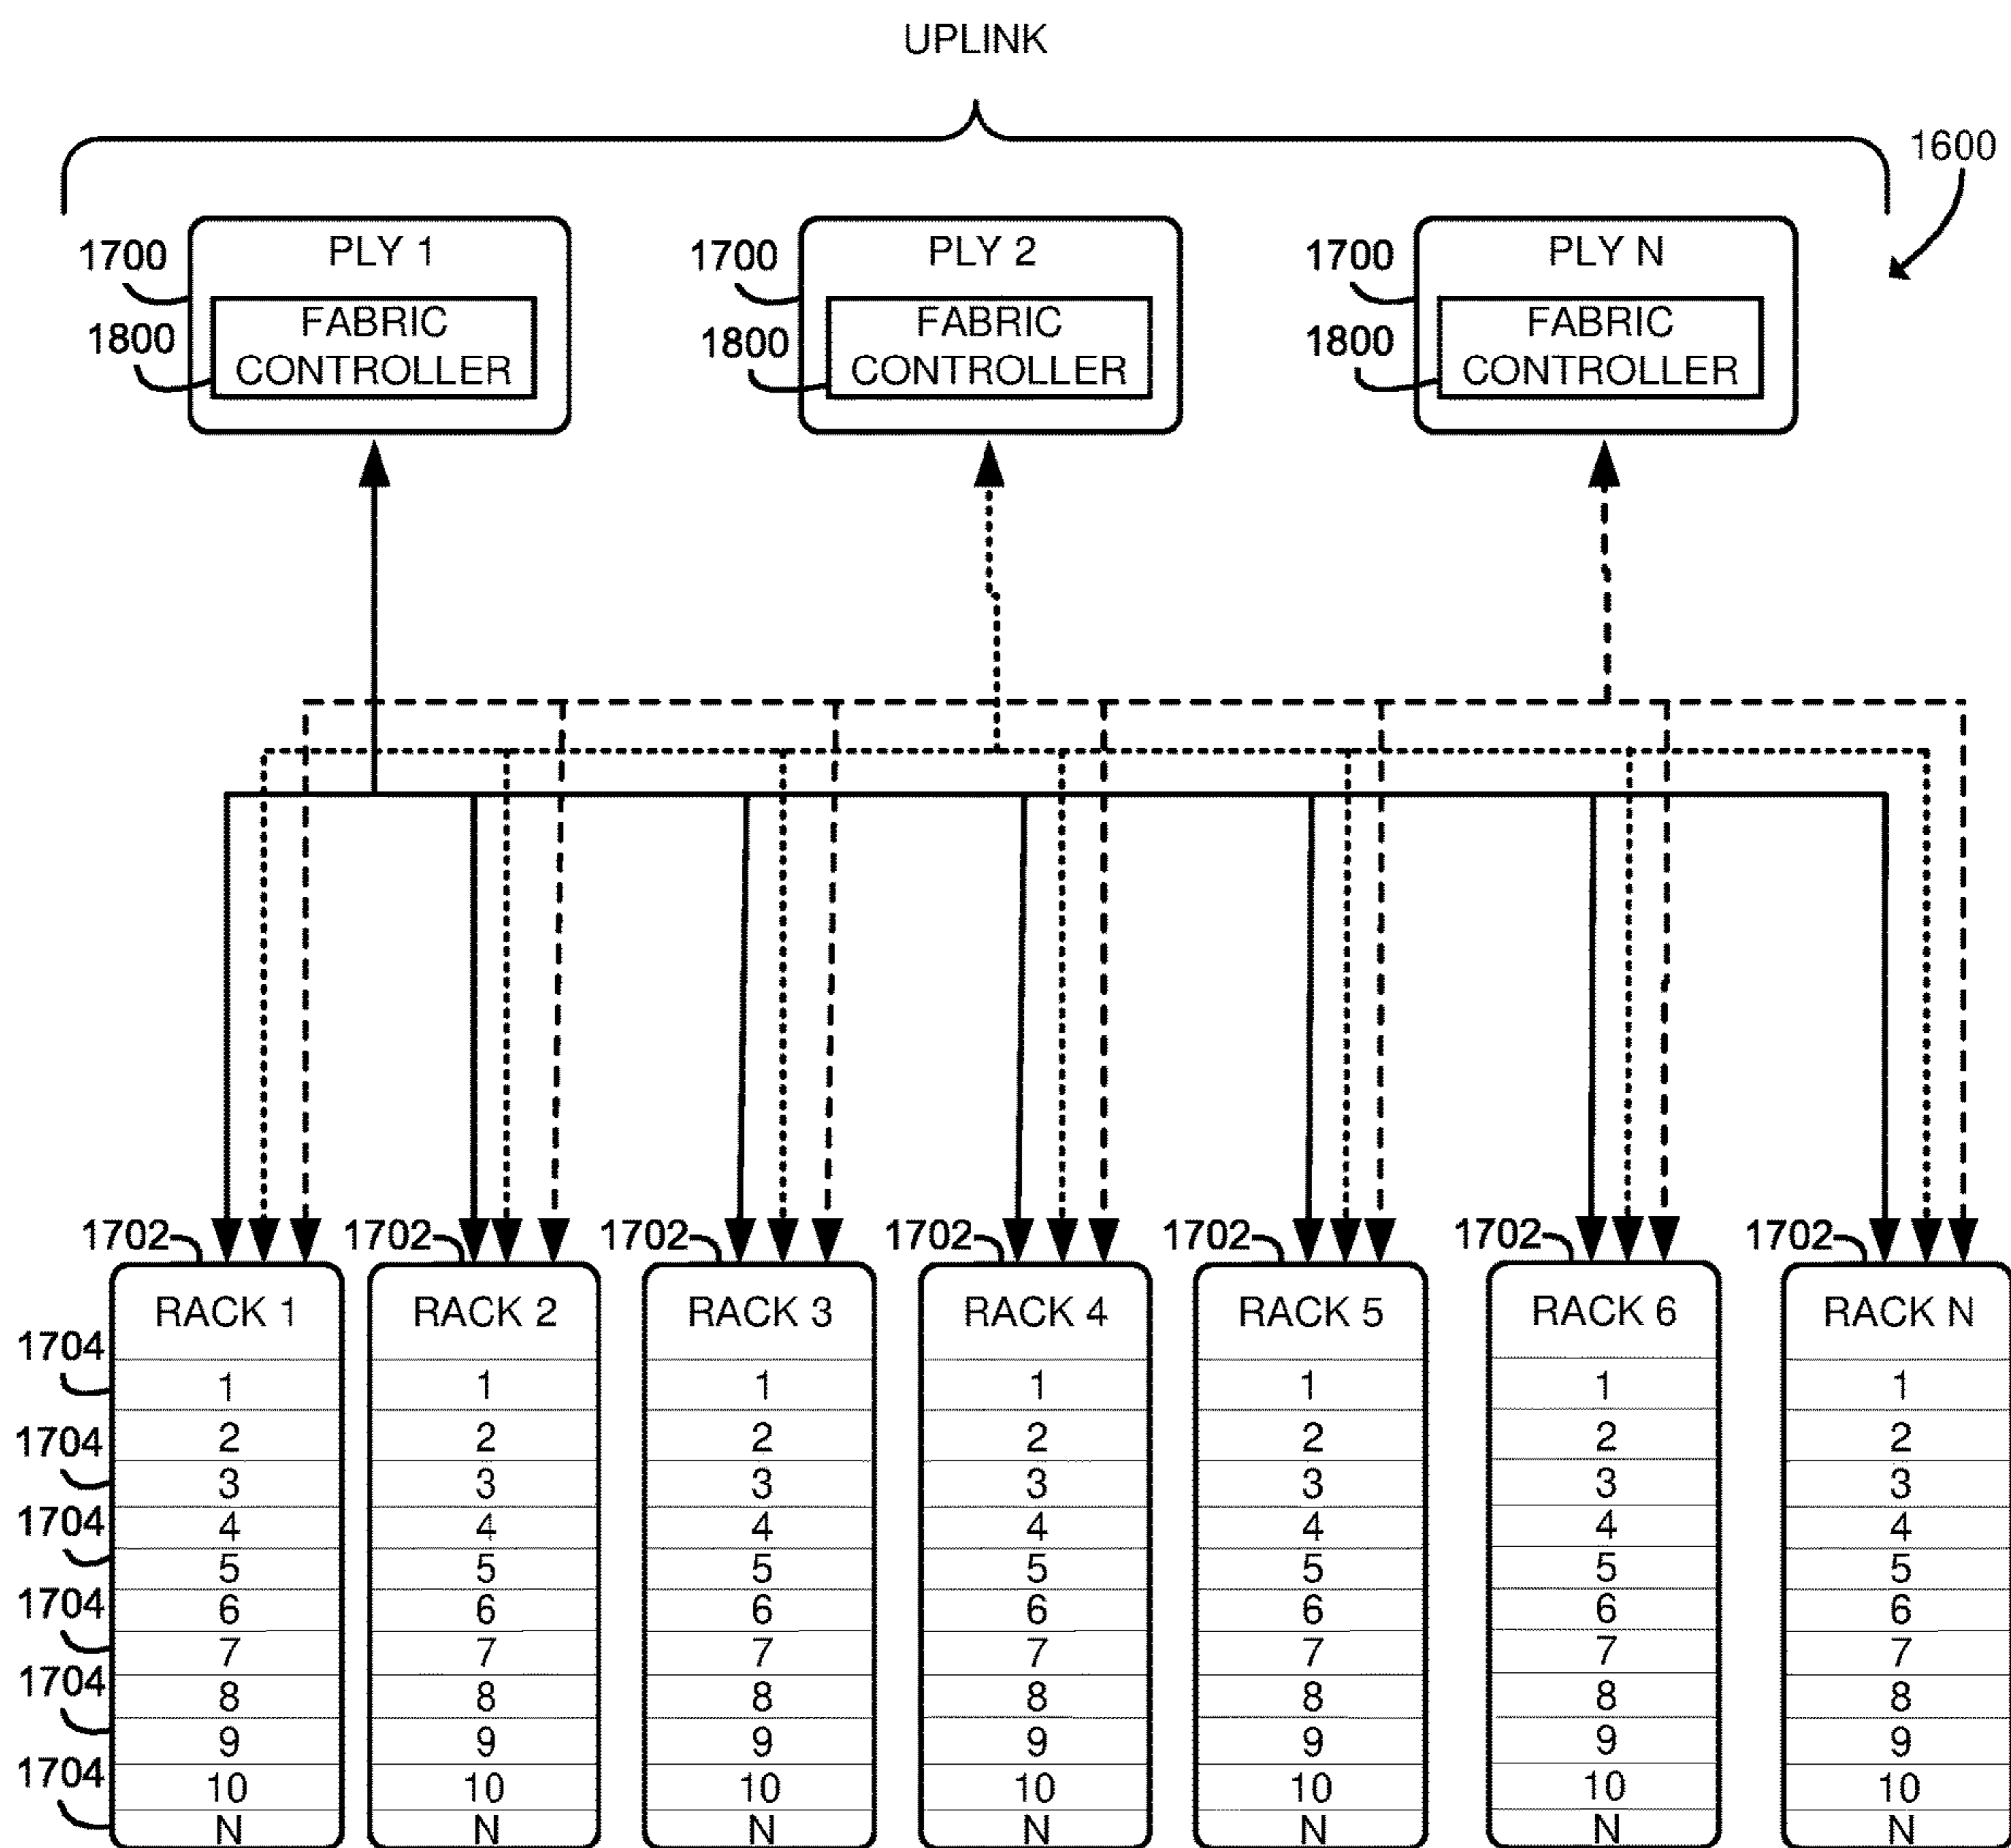 UPLINK
1600
1700 PLY 1 1700 PLY 2 1700 PLY N
1800 FABRIC CONTROLLER 1800 FABRIC CONTROLLER 1800 FABRIC CONTROLLER
1702 1702 1702 1702 1702 1702 1702
RACK 1 RACK 2 RACK 3 RACK 4 RACK 5 RACK 6 RACK N
1704
1 1 1 1 1 1 1
1704 2 2 2 2 2 2 2
3 3 3 3 3 3 3
1704 4 4 4 4 4 4 4
5 5 5 5 5 5 5
1704 6 6 6 6 6 6 6
7 7 7 7 7 7 7
1704 8 8 8 8 8 8 8
9 9 9 9 9 9 9
1704 10 10 10 10 10 10 10
N N N N N N N